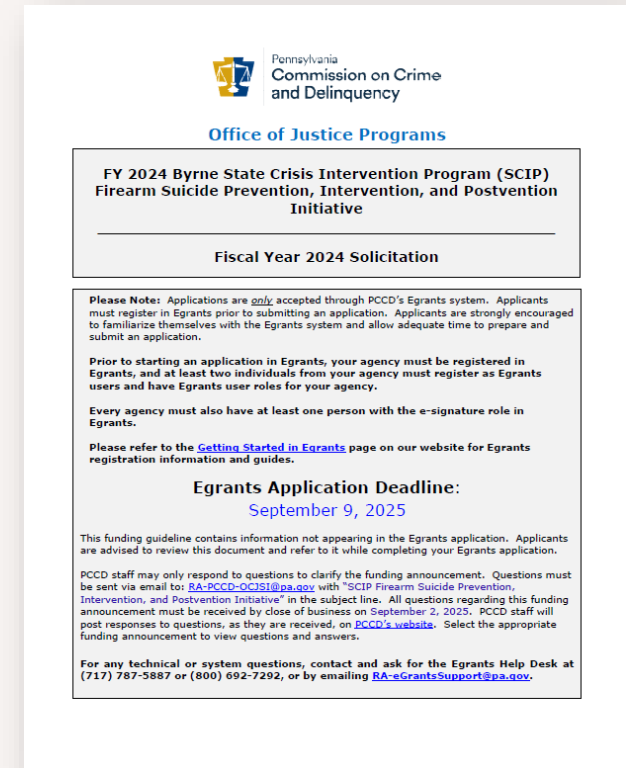 Pennsylvania
Commission on Crime
and Delinquency
Office of Justice Programs
FY 2024 Byrne State Crisis Intervention Program (SCIP)
Firearm Suicide Prevention, Intervention, and Postvention
Initiative
Fiscal Year 2024 Solicitation
Please Note: Applications are only accepted through PCCD's Egrants system. Applicants
must register in Egrants prior to submitting an application. Applicants are strongly encouraged
to familiarize themselves with the Egrants system and allow adequate time to prepare and
submit an application.
Prior to starting an application in Egrants, your agency must be registered in
Egrants, and at least two individuals from your agency must register as Egrants
users and have Egrants user roles for your agency.
Every agency must also have at least one person with the e-signature role in
Egrants.
Please refer to the Getting Started in Egrants page on our website for Egrants
registration information and guides.
Egrants Application Deadline:
September 9, 2025
This funding guideline contains information not appearing in the Egrants application. Applicants
are advised to review this document and refer to it while completing your Egrants application.
PCCD staff may only respond to questions to clarify the funding announcement. Questions must
be sent via email to: RA-PCCD-OCJSI@pa.gov with "SCIP Firearm Suicide Prevention,
Intervention, and Postvention Initiative" in the subject line. All questions regarding this funding
announcement must be received by close of business on September 2, 2025. PCCD staff will
post responses to questions, as they are received, on PCCD's website. Select the appropriate
funding announcement to view questions and answers.
For any technical or system questions, contact and ask for the Egrants Help Desk at
(717) 787-5887 or (800) 692-7292, or by emailing RA-eGrantsSupport@pa.gov.